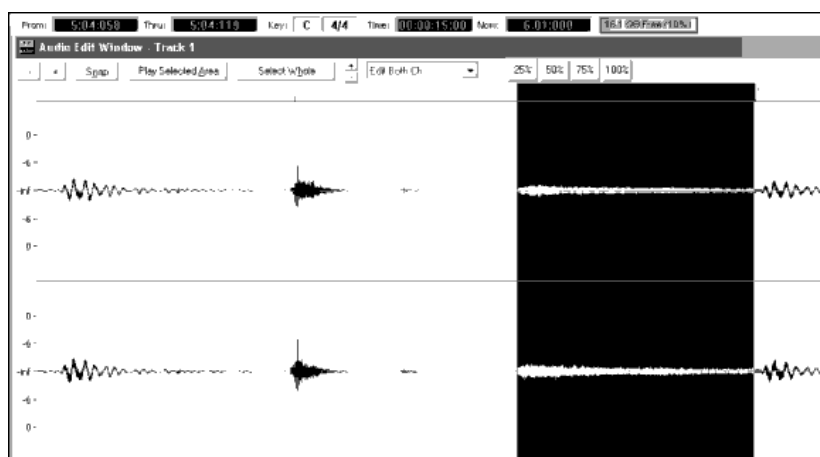 From: 5:04:058 Thru: 5:04:119 Key: C 4/4 Time: 00:00:15:00 Now: 6:01:000
Audio Edit Window - Track 1
Snap Play Selected Area Select Whole Edit Both Ch 25% 50% 75% 100%
0
-6
-Inf
-6
0
0
-6
-Inf
-6
0